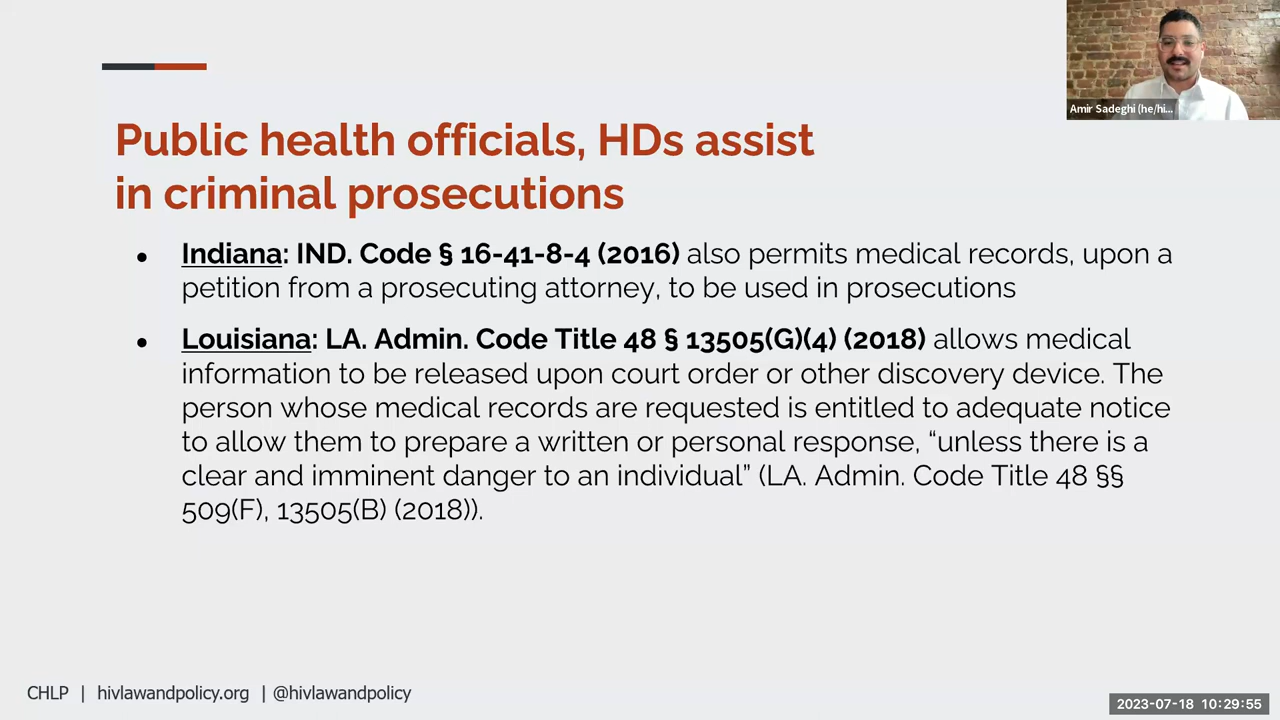 Amir Sadeghi (he/hi...
Public health officials, HDs assist
in criminal prosecutions
● Indiana: IND. Code § 16-41-8-4 (2016) also permits medical records, upon a
petition from a prosecuting attorney, to be used in prosecutions
● Louisiana: LA. Admin. Code Title 48 § 13505(G)(4) (2018) allows medical
information to be released upon court order or other discovery device. The
person whose medical records are requested is entitled to adequate notice
to allow them to prepare a written or personal response, “unless there is a
clear and imminent danger to an individual” (LA. Admin. Code Title 48 §§
509(F), 13505(B) (2018)).
CHLP | hivlawandpolicy.org | @hivlawandpolicy
2023-07-18 10:29:55